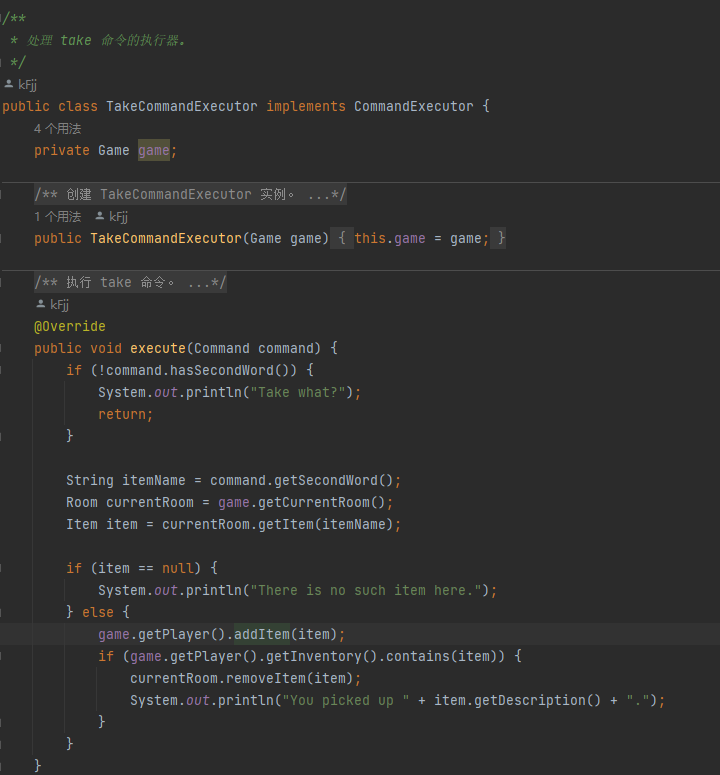 /**
 * 处理 take 命令的执行器。
 */
kFjj
public class TakeCommandExecutor implements CommandExecutor {
4 个用法
private Game game;
/** 创建 TakeCommandExecutor 实例。 ...*/
1 个用法 kFjj
public TakeCommandExecutor(Game game) { this.game = game; }
/** 执行 take 命令。 ...*/
kFjj
@Override
public void execute(Command command) {
if (!command.hasSecondWord()) {
System.out.println("Take what?");
return;
}
String itemName = command.getSecondWord();
Room currentRoom = game.getCurrentRoom();
Item item = currentRoom.getItem(itemName);
if (item == null) {
System.out.println("There is no such item here.");
} else {
game.getPlayer().addItem(item);
if (game.getPlayer().getInventory().contains(item)) {
currentRoom.removeItem(item);
System.out.println("You picked up " + item.getDescription() + ".");
}
}
}